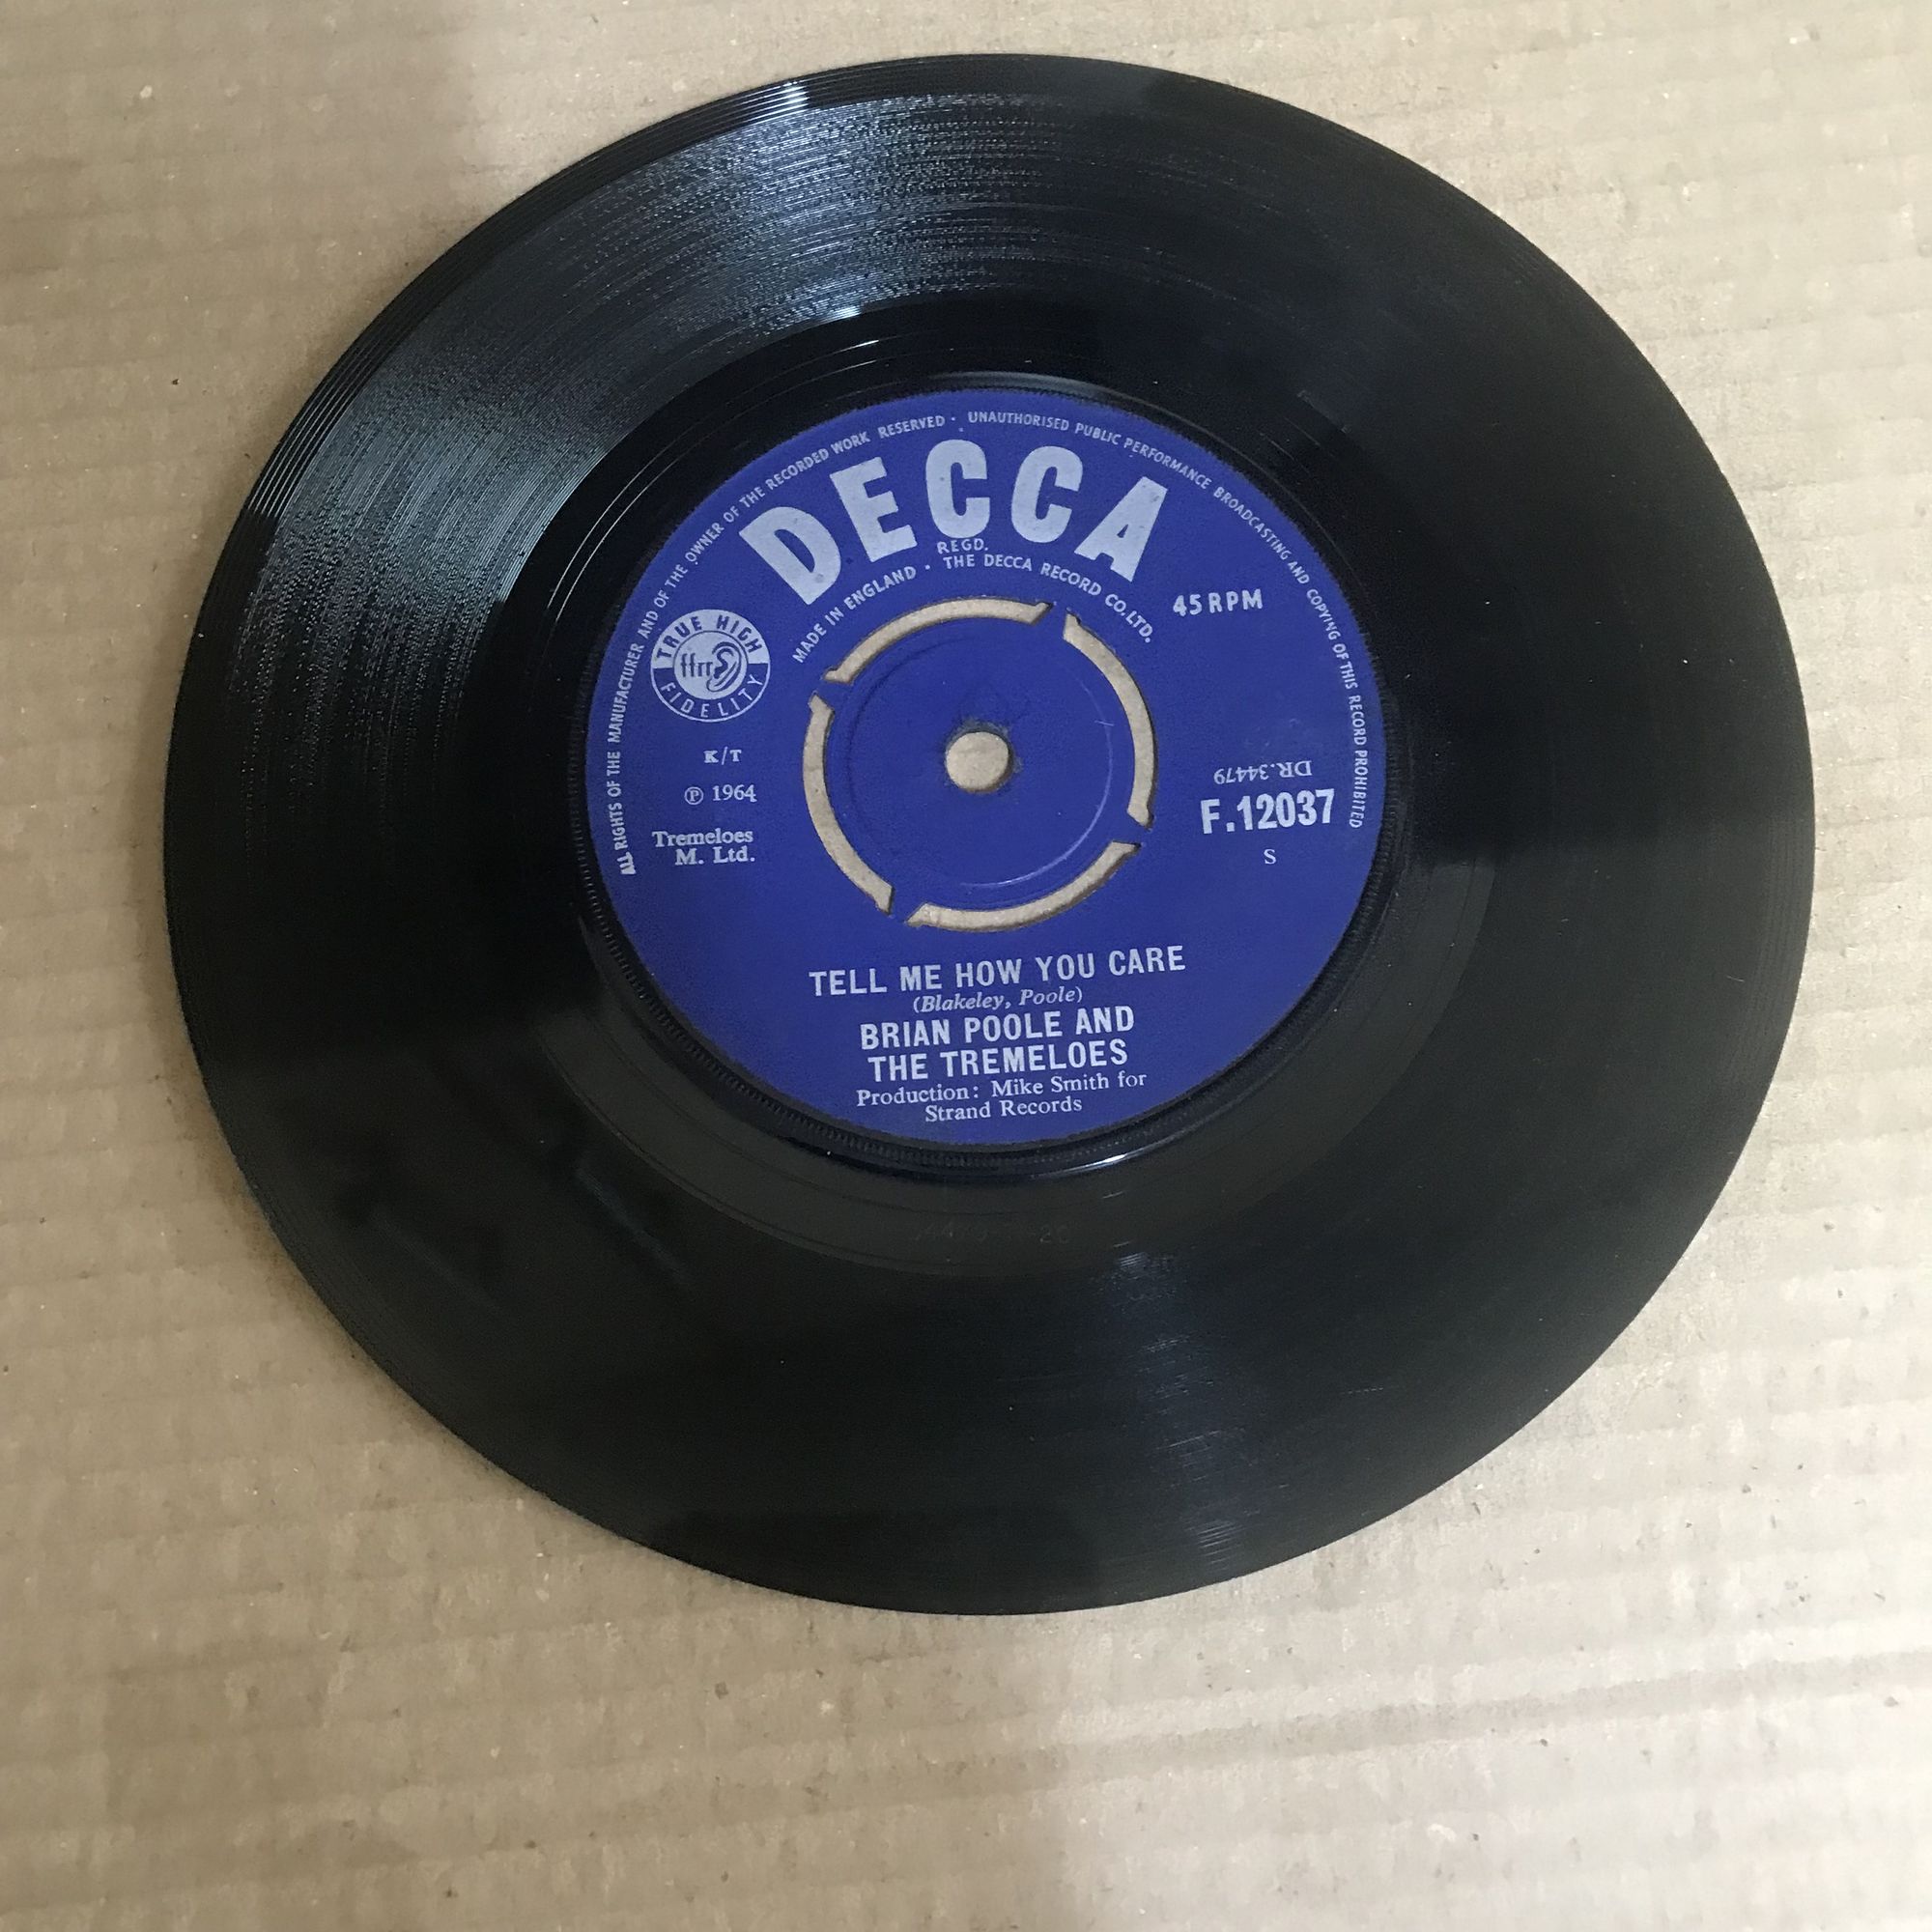 ALL RIGHTS OF THE MANUFACTURER AND OF THE OWNER OF THE RECORDED WORK RESERVED · UNAUTHORISED PUBLIC PERFORMANCE BROADCASTING AND COPYING OF THIS RECORD PROHIBITED
DECCA
REGD.
MADE IN ENGLAND · THE DECCA RECORD CO. LTD.
45 RPM
TRUE HIGH
ffrr
FIDELITY
K/T
℗ 1964
Tremeloes
M. Ltd.
DR.34479
F.12037
S
TELL ME HOW YOU CARE
(Blakeley, Poole)
BRIAN POOLE AND
THE TREMELOES
Production: Mike Smith for
Strand Records